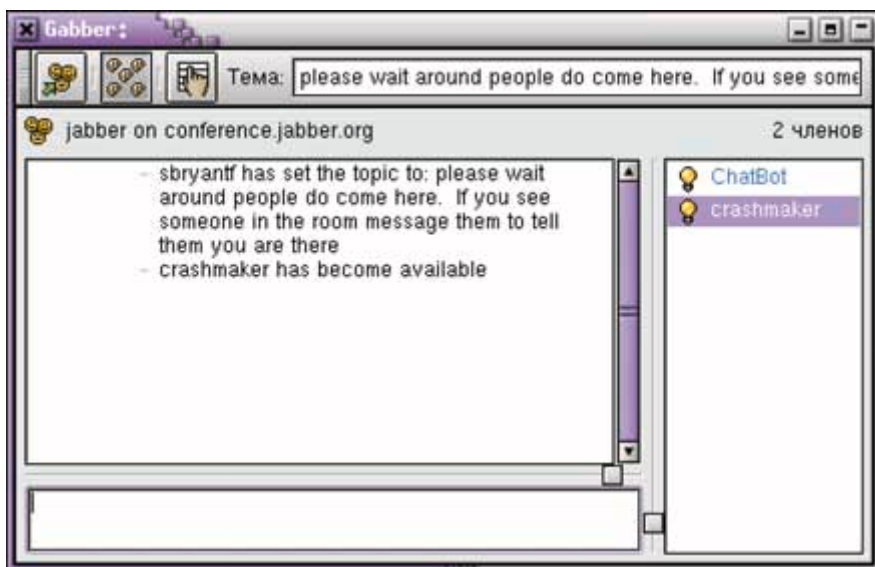 Gabber:
Тема: please wait around people do come here. If you see some
jabber on conference.jabber.org
2 членов
- sbryantf has set the topic to: please wait
around people do come here. If you see
someone in the room message them to tell
them you are there
- crashmaker has become available
ChatBot
crashmaker